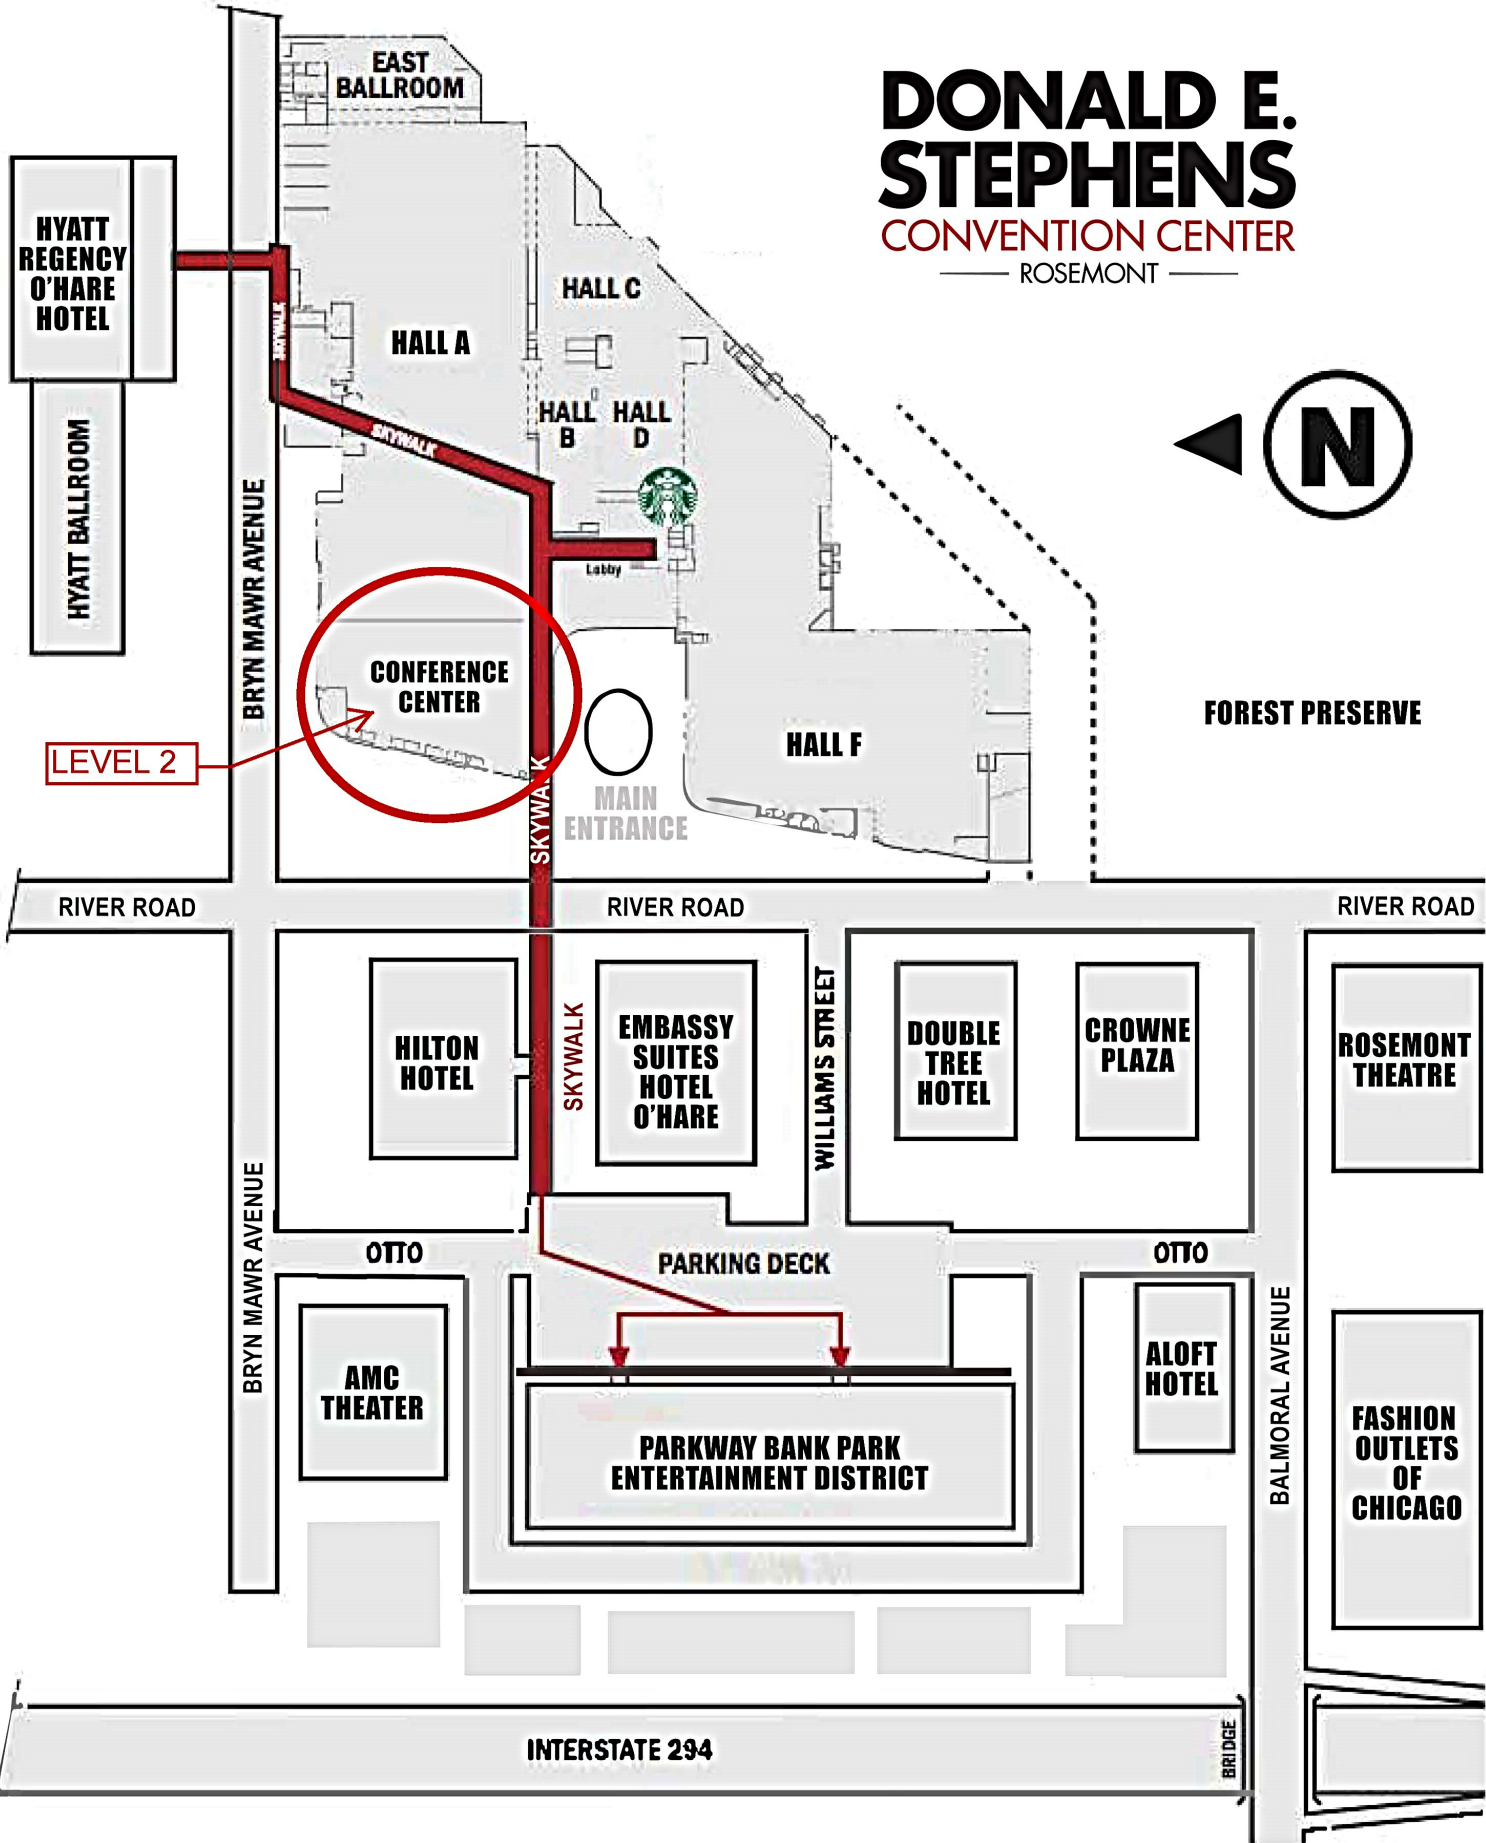 EAST
BALLROOM
DONALD E.
STEPHENS
CONVENTION CENTER
ROSEMONT
HYATT
REGENCY
O'HARE
HOTEL
SKYWALK
HALL C
HALL A
HALL
B
HALL
D
SKYWALK
N
HYATT BALLROOM
BRYN MAWR AVENUE
Lobby
CONFERENCE
CENTER
LEVEL 2
SKYWALK
MAIN
ENTRANCE
HALL F
FOREST PRESERVE
RIVER ROAD
RIVER ROAD
RIVER ROAD
HILTON
HOTEL
SKYWALK
EMBASSY
SUITES
HOTEL
O'HARE
WILLIAMS STREET
DOUBLE
TREE
HOTEL
CROWNE
PLAZA
ROSEMONT
THEATRE
BRYN MAWR AVENUE
OTTO
PARKING DECK
OTTO
AMC
THEATER
ALOFT
HOTEL
BALMORAL AVENUE
PARKWAY BANK PARK
ENTERTAINMENT DISTRICT
FASHION
OUTLETS
OF
CHICAGO
INTERSTATE 294
BRIDGE